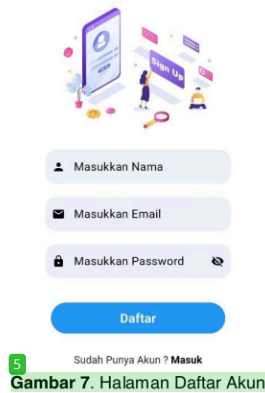 Sign Up
Masukkan Nama
Masukkan Email
Masukkan Password
Daftar
Sudah Punya Akun ? Masuk
5
Gambar 7. Halaman Daftar Akun